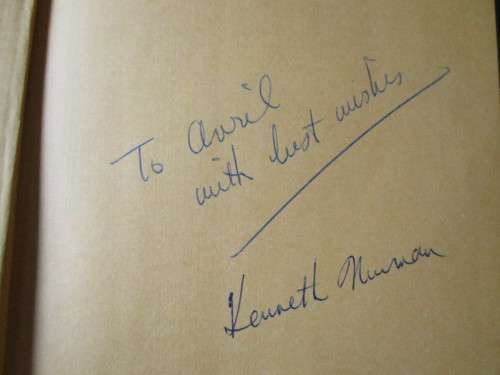 To Avril
with best wishes
Kenneth Newman